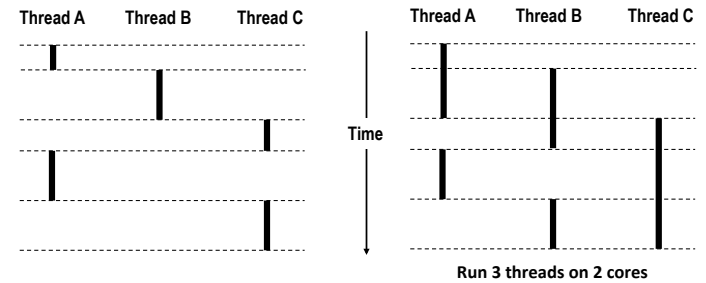 Thread A Thread B Thread C
Thread A Thread B Thread C
Time
Run 3 threads on 2 cores